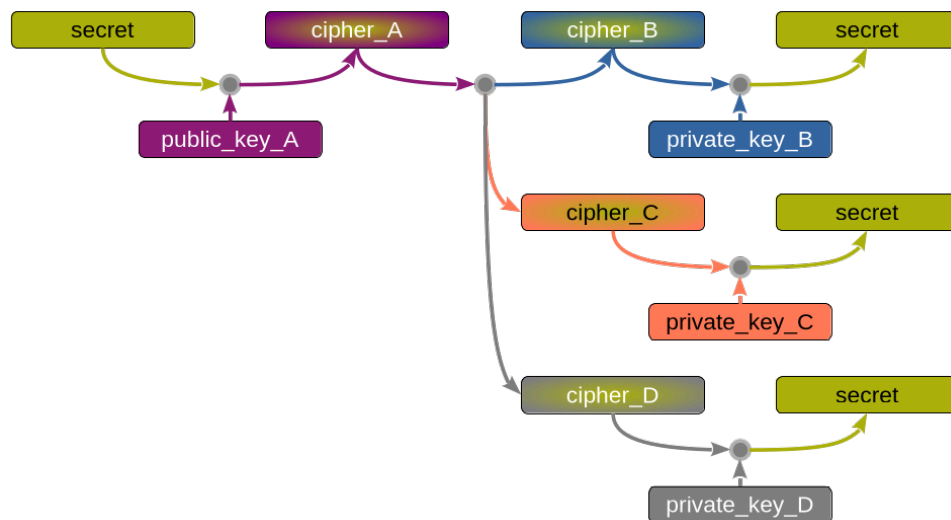 secret
cipher_A
cipher_B
secret
public_key_A
private_key_B
cipher_C
secret
private_key_C
cipher_D
secret
private_key_D